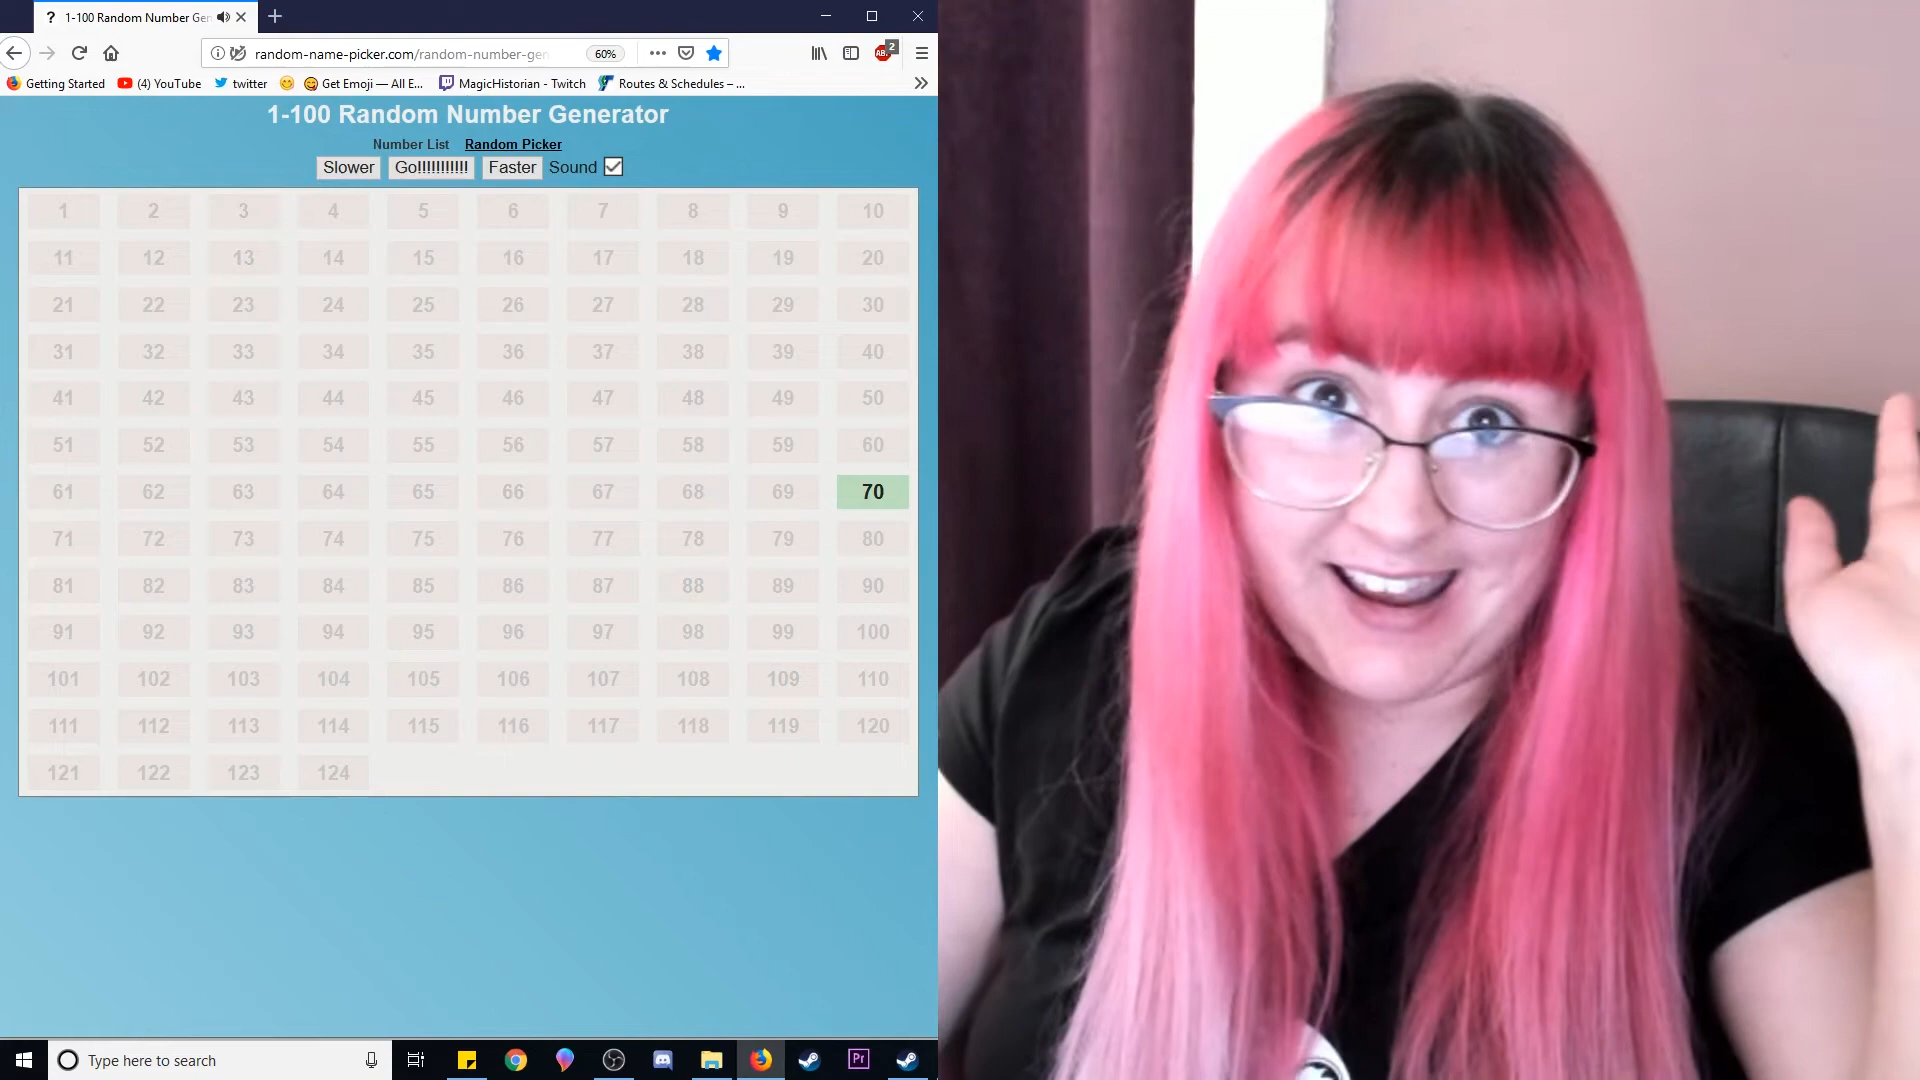 ? 1-100 Random Number Gen
random-name-picker.com/random-number-gen 60%
Getting Started (4) YouTube twitter Get Emoji — All E... MagicHistorian - Twitch Routes & Schedules – ...
1-100 Random Number Generator
Number List Random Picker
Slower Go!!!!!!!!!!! Faster Sound
1 2 3 4 5 6 7 8 9 10
11 12 13 14 15 16 17 18 19 20
21 22 23 24 25 26 27 28 29 30
31 32 33 34 35 36 37 38 39 40
41 42 43 44 45 46 47 48 49 50
51 52 53 54 55 56 57 58 59 60
61 62 63 64 65 66 67 68 69 70
71 72 73 74 75 76 77 78 79 80
81 82 83 84 85 86 87 88 89 90
91 92 93 94 95 96 97 98 99 100
101 102 103 104 105 106 107 108 109 110
111 112 113 114 115 116 117 118 119 120
121 122 123 124
Type here to search Pr